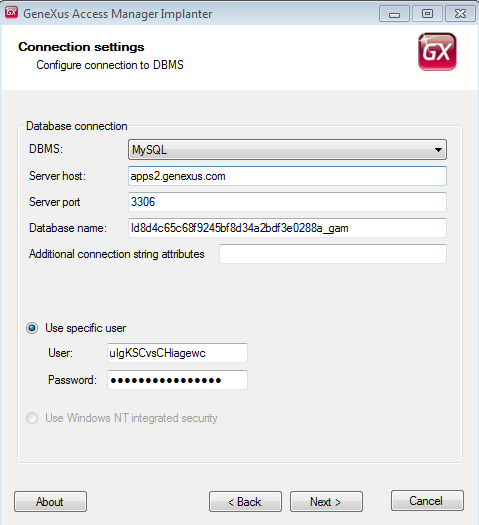 GeneXus Access Manager Implanter
Connection settings
Configure connection to DBMS
GX
Database connection
DBMS: MySQL
Server host: apps2.genexus.com
Server port 3306
Database name: Id8d4c65c68f9245bf8d34a2bdf3e0288a_gam
Additional connection string attributes
Use specific user
User: uIgKSCvsCHiagewc
Password: ●●●●●●●●●●●●●●●●
Use Windows NT integrated security
About < Back Next > Cancel